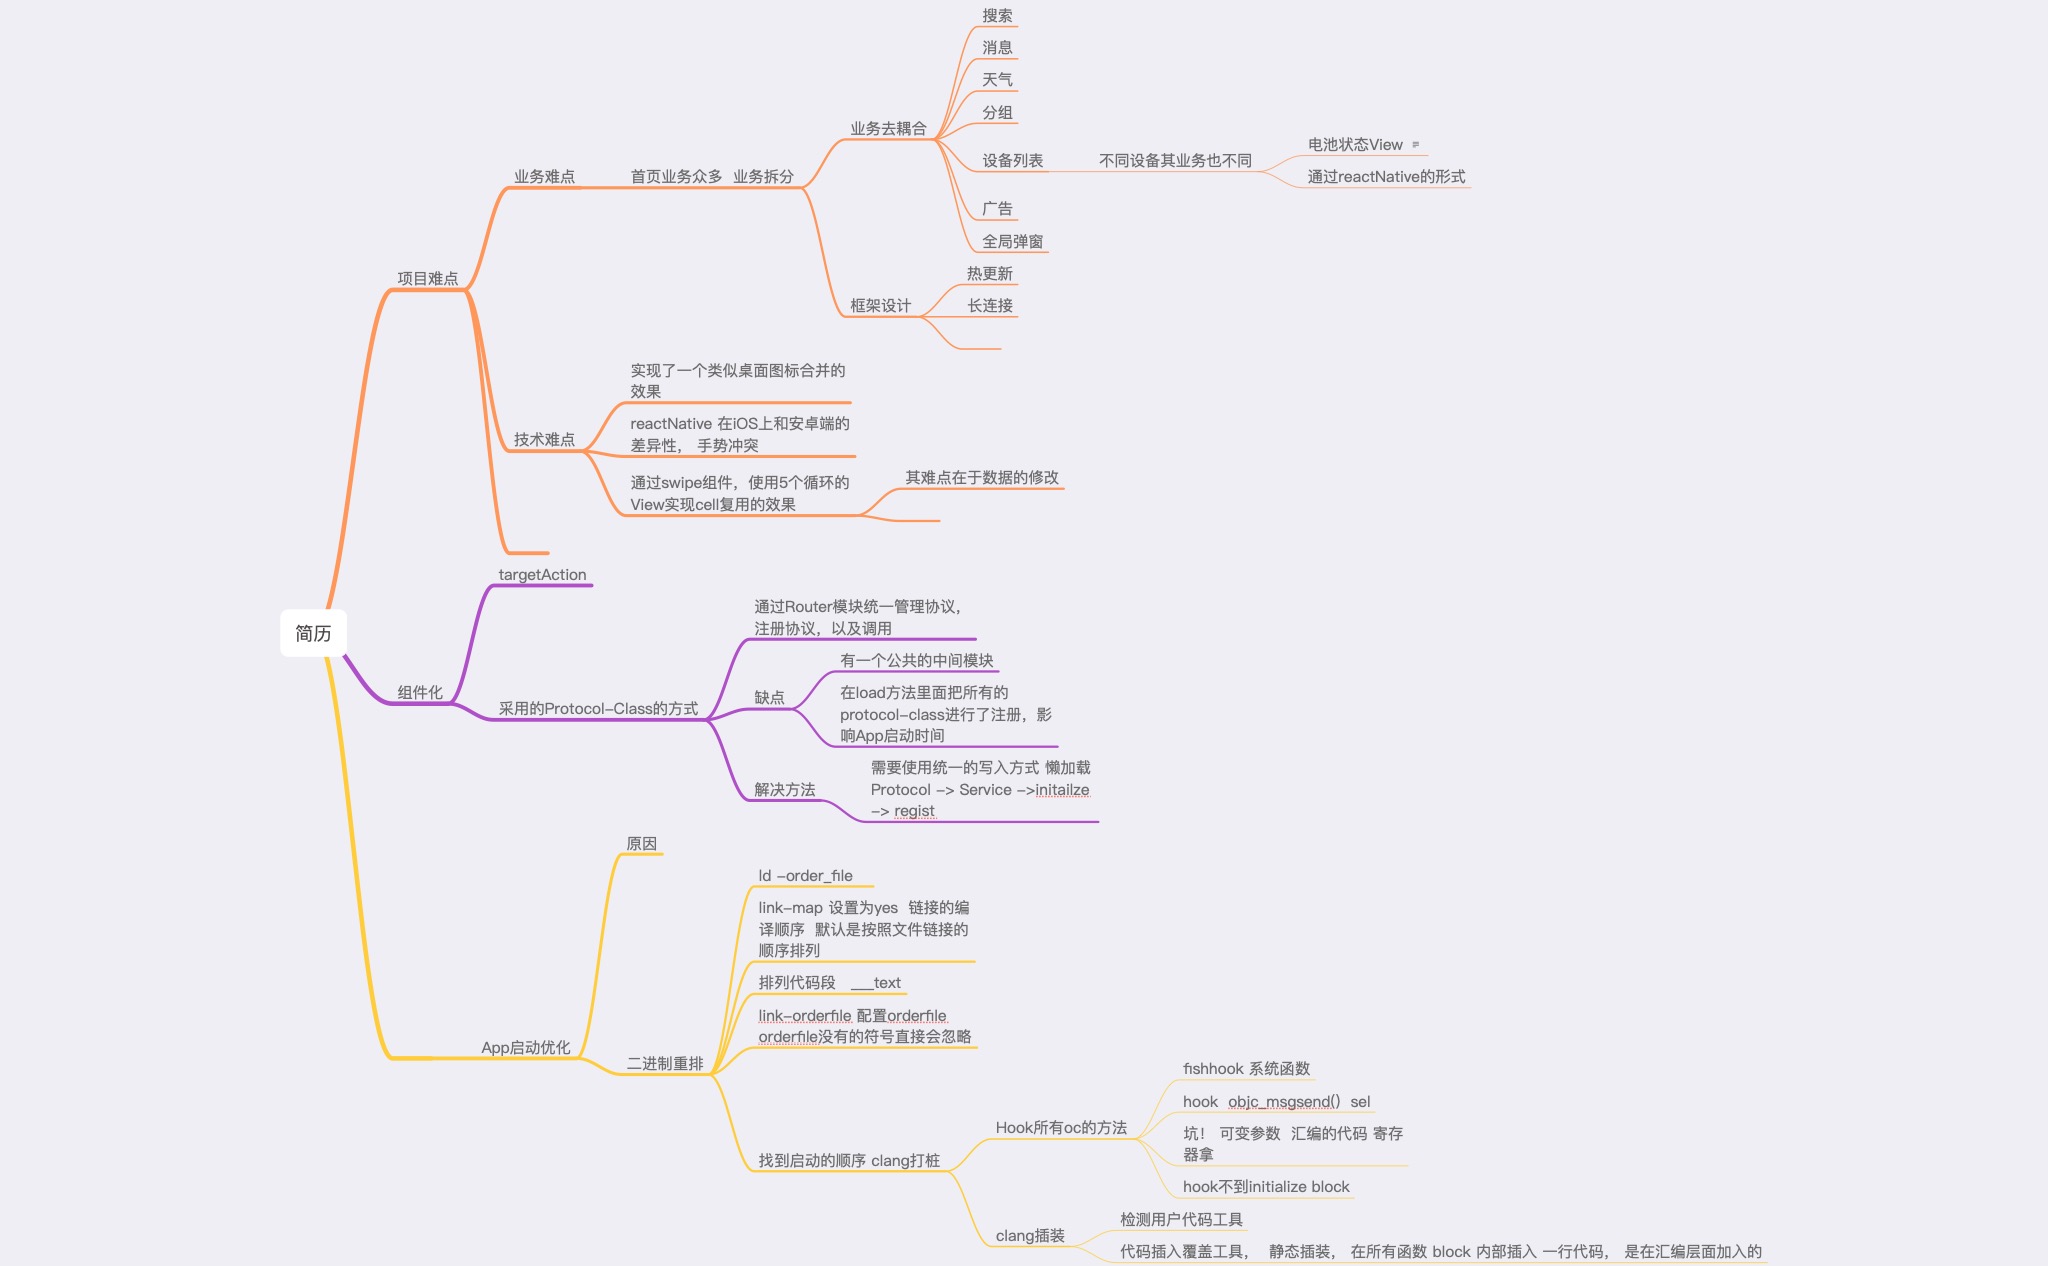 搜索
消息
天气
分组
业务去耦合
电池状态View
设备列表
不同设备其业务也不同
业务难点
首页业务众多 业务拆分
通过reactNative的形式
广告
全局弹窗
热更新
项目难点
框架设计
长连接
实现了一个类似桌面图标合并的
效果
reactNative 在iOS上和安卓端的
差异性， 手势冲突
技术难点
通过swipe组件，使用5个循环的
View实现cell复用的效果
其难点在于数据的修改
targetAction
简历
通过Router模块统一管理协议，
注册协议，以及调用
有一个公共的中间模块
组件化
采用的Protocol-Class的方式
缺点
在load方法里面把所有的
protocol-class进行了注册，影
响App启动时间
解决方法
需要使用统一的写入方式 懒加载
Protocol -> Service ->initailze
-> regist
原因
ld -order_file
link-map 设置为yes 链接的编
译顺序 默认是按照文件链接的
顺序排列
排列代码段 ___text
link-orderfile 配置orderfile
orderfile没有的符号直接会忽略
App启动优化
二进制重排
fishhook 系统函数
hook objc_msgsend() sel
Hook所有oc的方法
坑！ 可变参数 汇编的代码 寄存
器拿
找到启动的顺序 clang打桩
hook不到initialize block
检测用户代码工具
clang插装
代码插入覆盖工具， 静态插装， 在所有函数 block 内部插入 一行代码， 是在汇编层面加入的